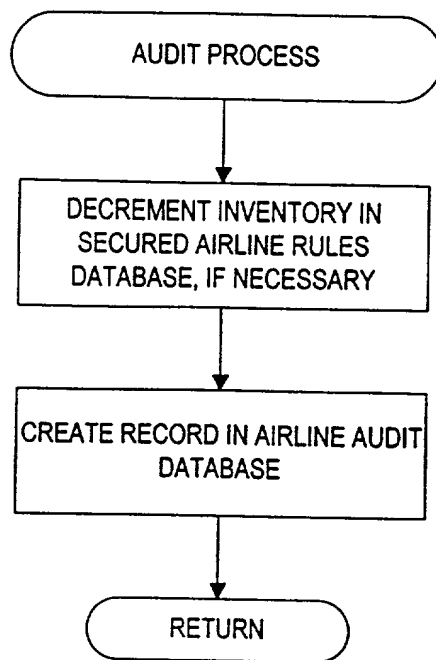 AUDIT PROCESS
DECREMENT INVENTORY IN
SECURED AIRLINE RULES
DATABASE, IF NECESSARY
CREATE RECORD IN AIRLINE AUDIT
DATABASE
RETURN